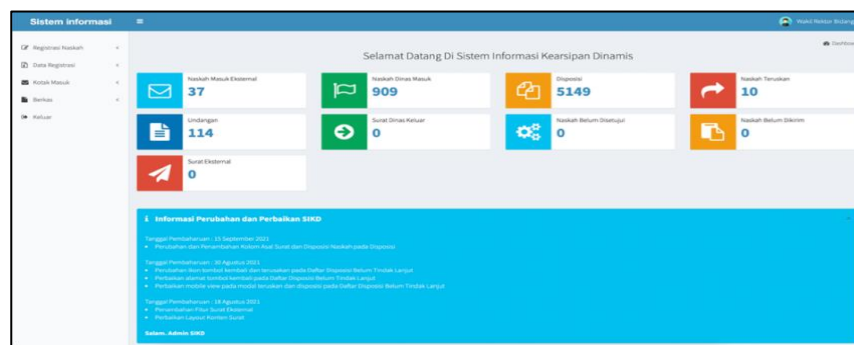 Sistem informasi
Wakil Rektor Bidang
Registrasi Naskah
Data Registrasi
Kotak Masuk
Berkas
Keluar
Selamat Datang Di Sistem Informasi Kearsipan Dinamis
Naskah Masuk Eksternal
37
Naskah Dinas Masuk
909
Disposisi
5149
Naskah Teruskan
10
Undangan
114
Surat Dinas Keluar
0
Naskah Belum Disetujui
0
Naskah Belum Dikirim
0
Surat Eksternal
0
Informasi Perubahan dan Perbaikan SIKD
Tanggal Pembaharuan : 15 September 2021
Perubahan dan Penambahan Kolom Asal Surat dan Disposisi Naskah pada Disposisi
Tanggal Pembaharuan : 30 Agustus 2021
Perubahan ikon tombol kembali dan teruskan pada Daftar Disposisi Belum Tindak Lanjut
Perbaikan alamat tombol kembali pada Daftar Disposisi Belum Tindak Lanjut
Perbaikan mobile view pada modal teruskan dan disposisi pada Daftar Disposisi Belum Tindak Lanjut
Tanggal Pembaharuan : 18 Agustus 2021
Penambahan Fitur Surat Eksternal
Perbaikan Layout Konten Surat
Salam. Admin SIKD